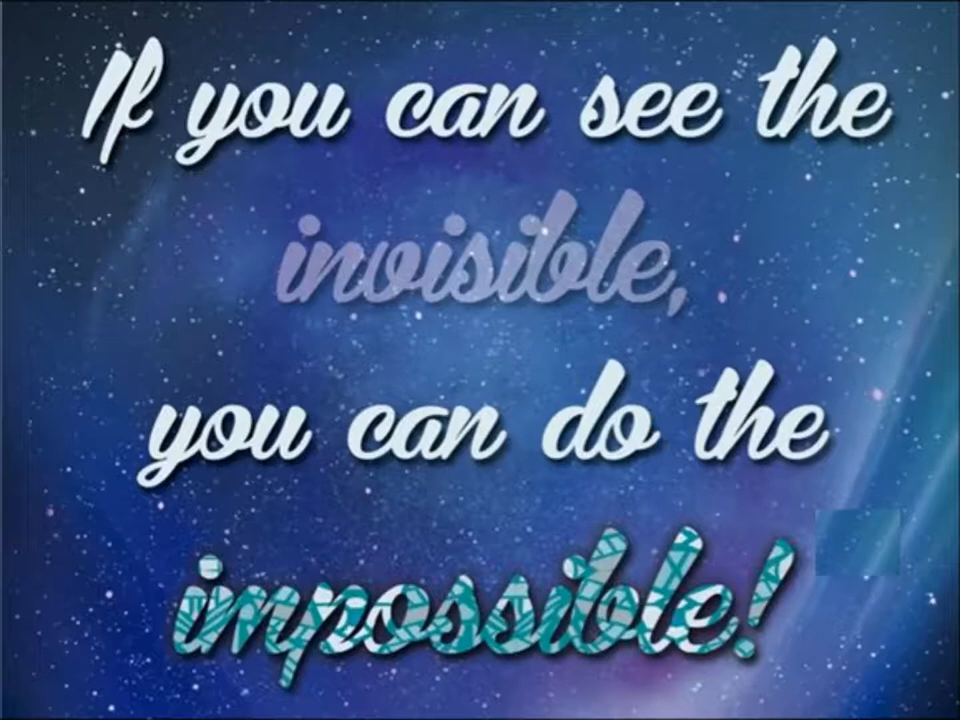 If you can see the
invisible,
you can do the
impossible!